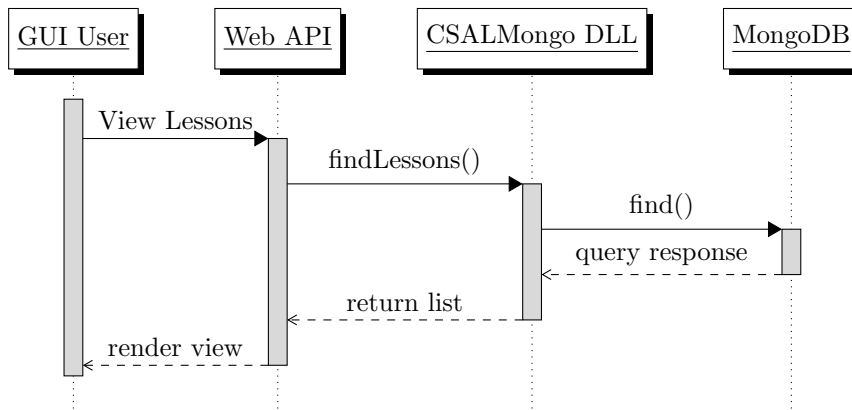 GUI User
Web API
CSALMongo DLL
MongoDB
View Lessons
findLessons()
find()
query response
return list
render view